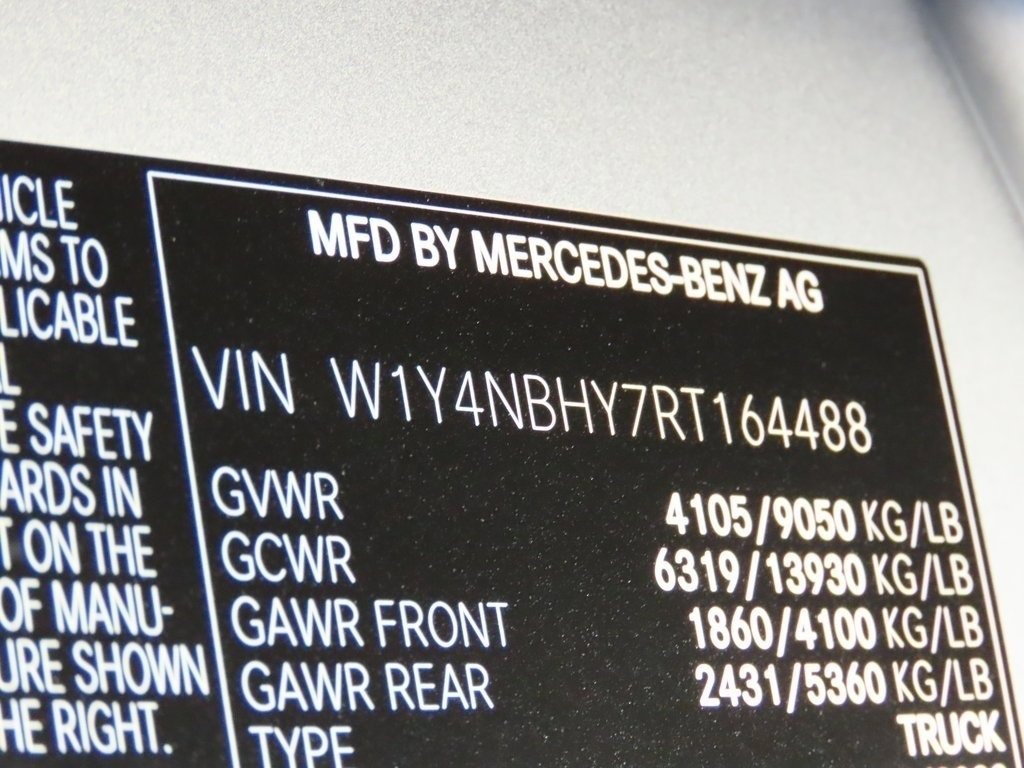 ICLE
MS TO
LICABLE
L
E SAFETY
ARDS IN
T ON THE
OF MANU-
URE SHOWN
HE RIGHT.
MFD BY MERCEDES-BENZ AG
VIN W1Y4NBHY7RT164488
GVWR 4105/9050 KG/LB
GCWR 6319/13930 KG/LB
GAWR FRONT 1860/4100 KG/LB
GAWR REAR 2431/5360 KG/LB
TYPE TRUCK